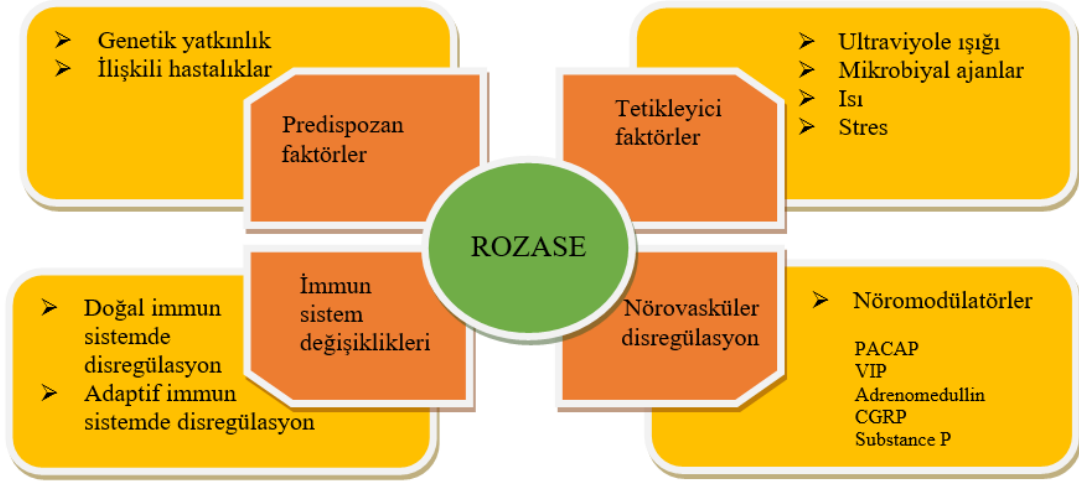 ➢ Genetik yatkınlık
➢ İlişkili hastalıklar
Predispozan
faktörler
➢ Ultraviyole ışığı
➢ Mikrobiyal ajanlar
➢ Isı
➢ Stres
Tetikleyici
faktörler
ROZASE
➢ Doğal immun
sistemde
disregülasyon
➢ Adaptif immun
sistemde disregülasyon
İmmun
sistem
değişiklikleri
Nörovasküler
disregülasyon
➢ Nöromodülatörler
PACAP
VIP
Adrenomedullin
CGRP
Substance P